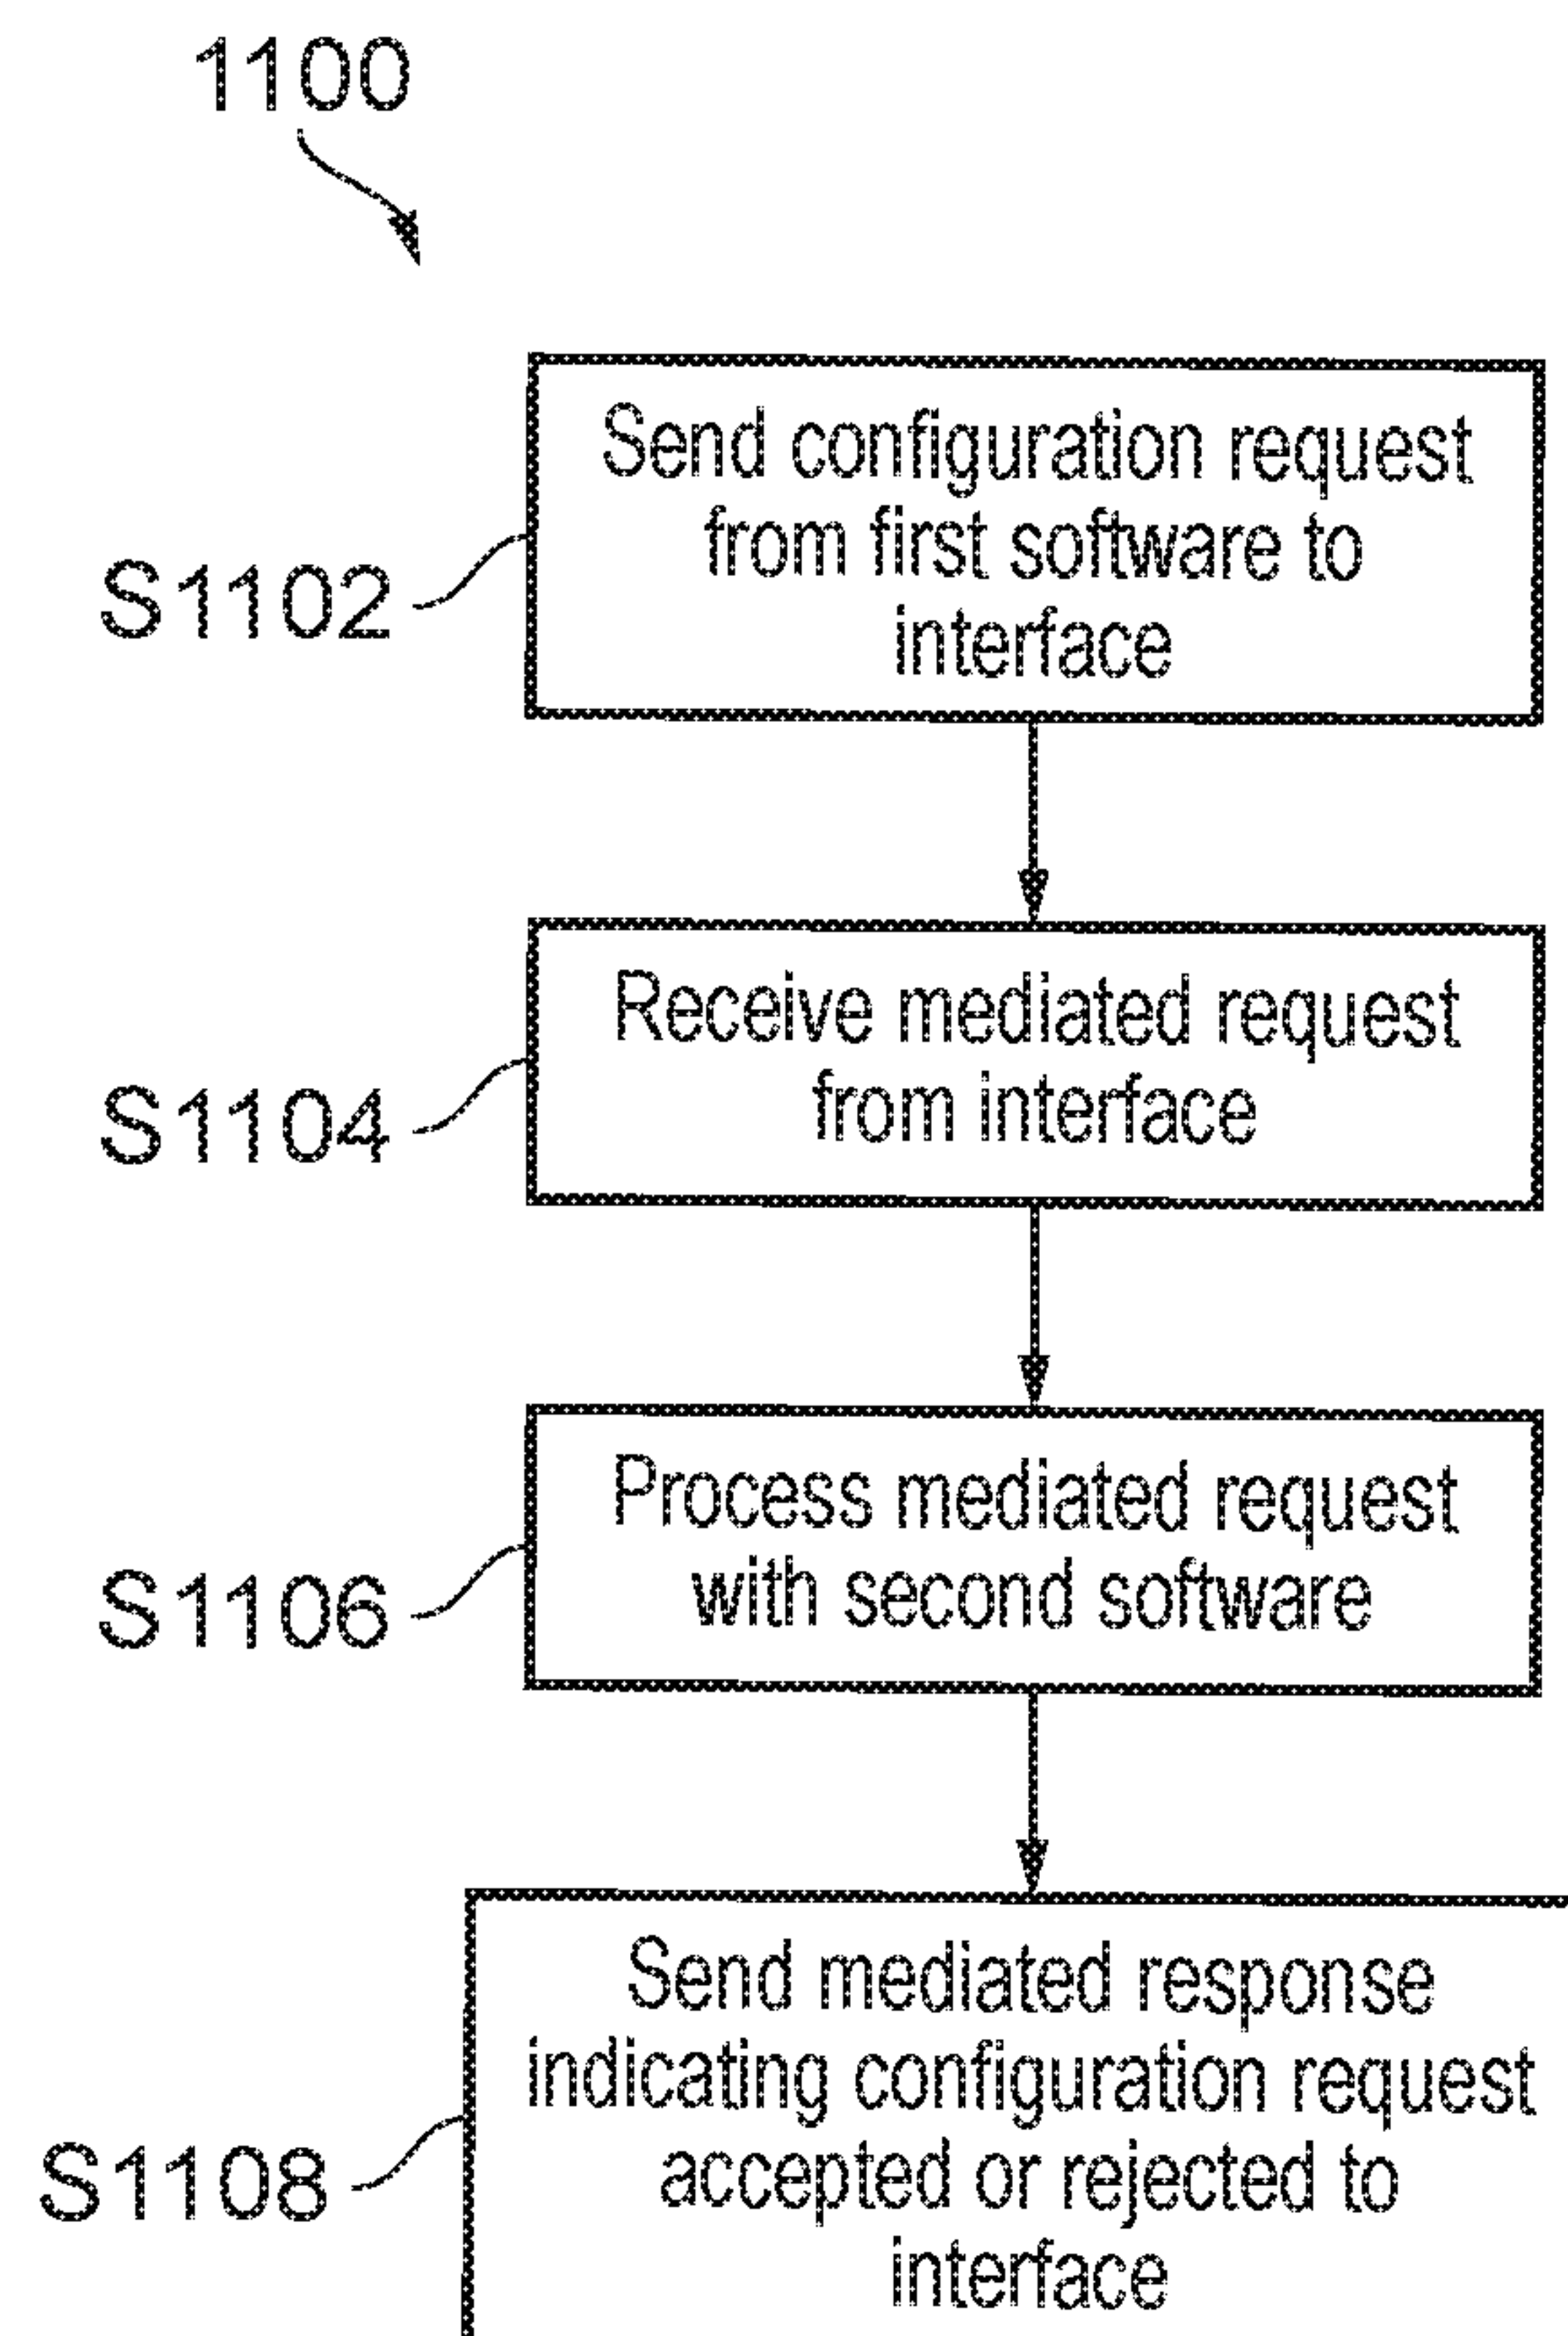 1100
Send configuration request
from first software to
interface
S1102
Receive mediated request
from interface
S1104
Process mediated request
with second software
S1106
Send mediated response
indicating configuration request
accepted or rejected to
interface
S1108